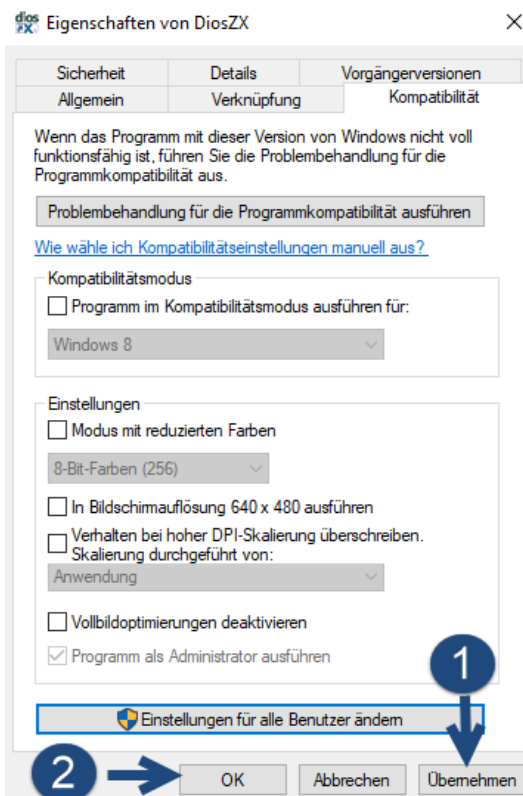 dios ZX Eigenschaften von DiosZX
Sicherheit Details Vorgängerversionen
Allgemein Verknüpfung Kompatibilität
Wenn das Programm mit dieser Version von Windows nicht voll
funktionsfähig ist, führen Sie die Problembehandlung für die
Programmkompatibilität aus.
Problembehandlung für die Programmkompatibilität ausführen
Wie wähle ich Kompatibilitätseinstellungen manuell aus?
Kompatibilitätsmodus
Programm im Kompatibilitätsmodus ausführen für:
Windows 8
Einstellungen
Modus mit reduzierten Farben
8-Bit-Farben (256)
In Bildschirmauflösung 640 x 480 ausführen
Verhalten bei hoher DPI-Skalierung überschreiben.
Skalierung durchgeführt von:
Anwendung
Vollbildoptimierungen deaktivieren
Programm als Administrator ausführen
1
Einstellungen für alle Benutzer ändern
2 OK Abbrechen Übernehmen